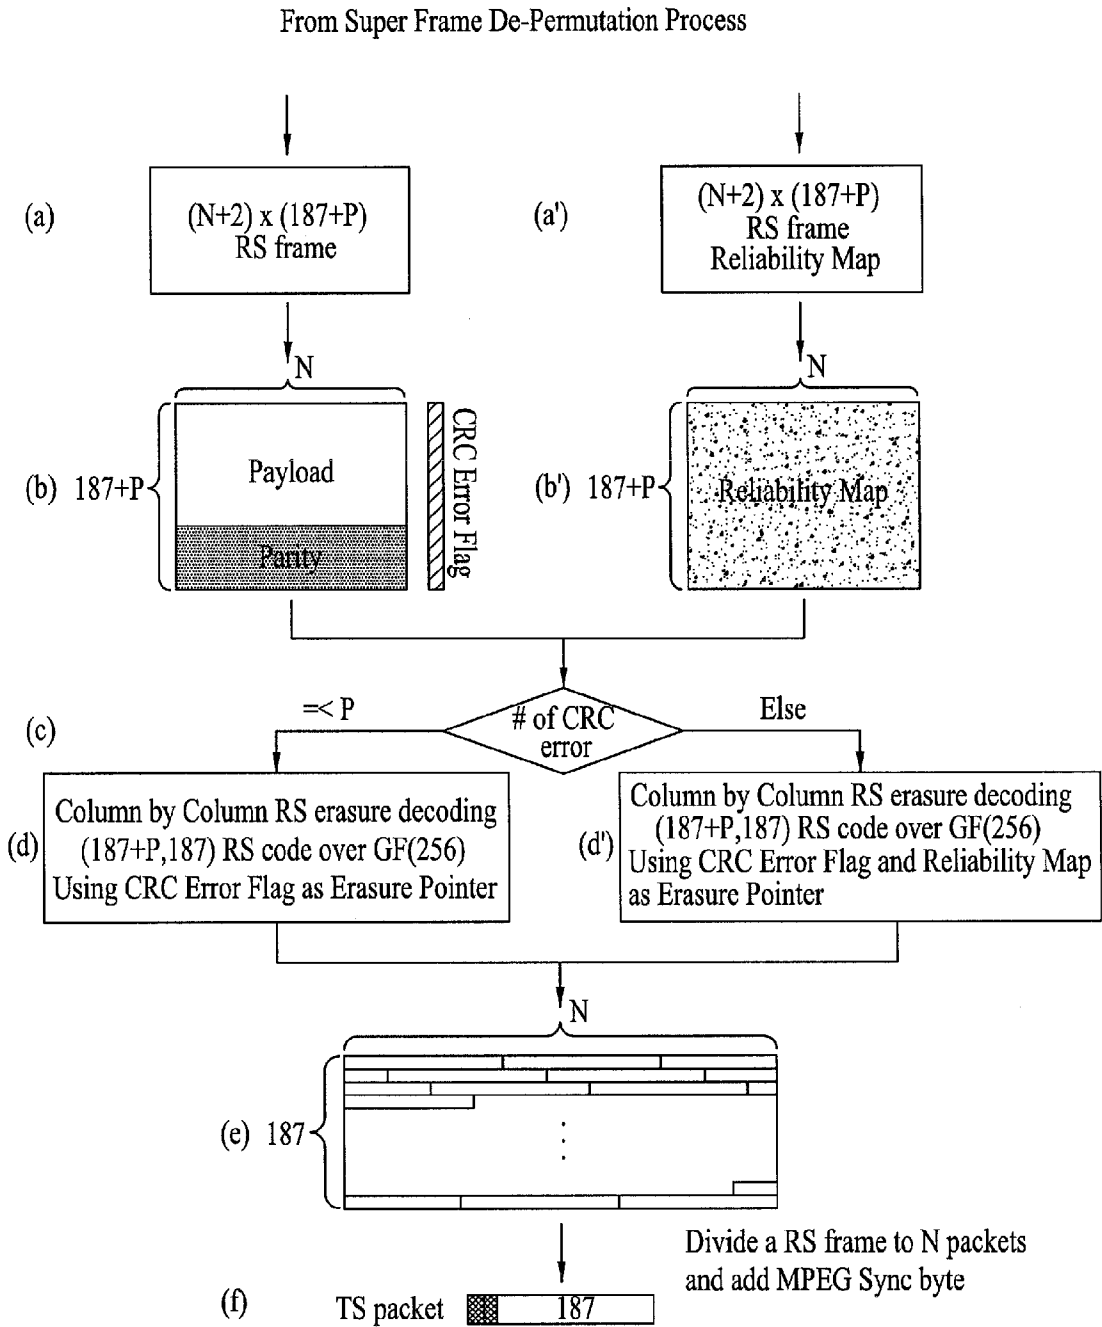 From Super Frame De-Permutation Process
(a)
(N+2) x (187+P)
RS frame
(a')
(N+2) x (187+P)
RS frame
Reliability Map
N
N
(b)
187+P
Payload
Parity
CRC Error Flag
(b')
187+P
Reliability Map
(c)
=< P
# of CRC
error
Else
(d)
Column by Column RS erasure decoding
(187+P,187) RS code over GF(256)
Using CRC Error Flag as Erasure Pointer
(d')
Column by Column RS erasure decoding
(187+P,187) RS code over GF(256)
Using CRC Error Flag and Reliability Map
as Erasure Pointer
N
(e)
187
Divide a RS frame to N packets
and add MPEG Sync byte
(f)
TS packet
187